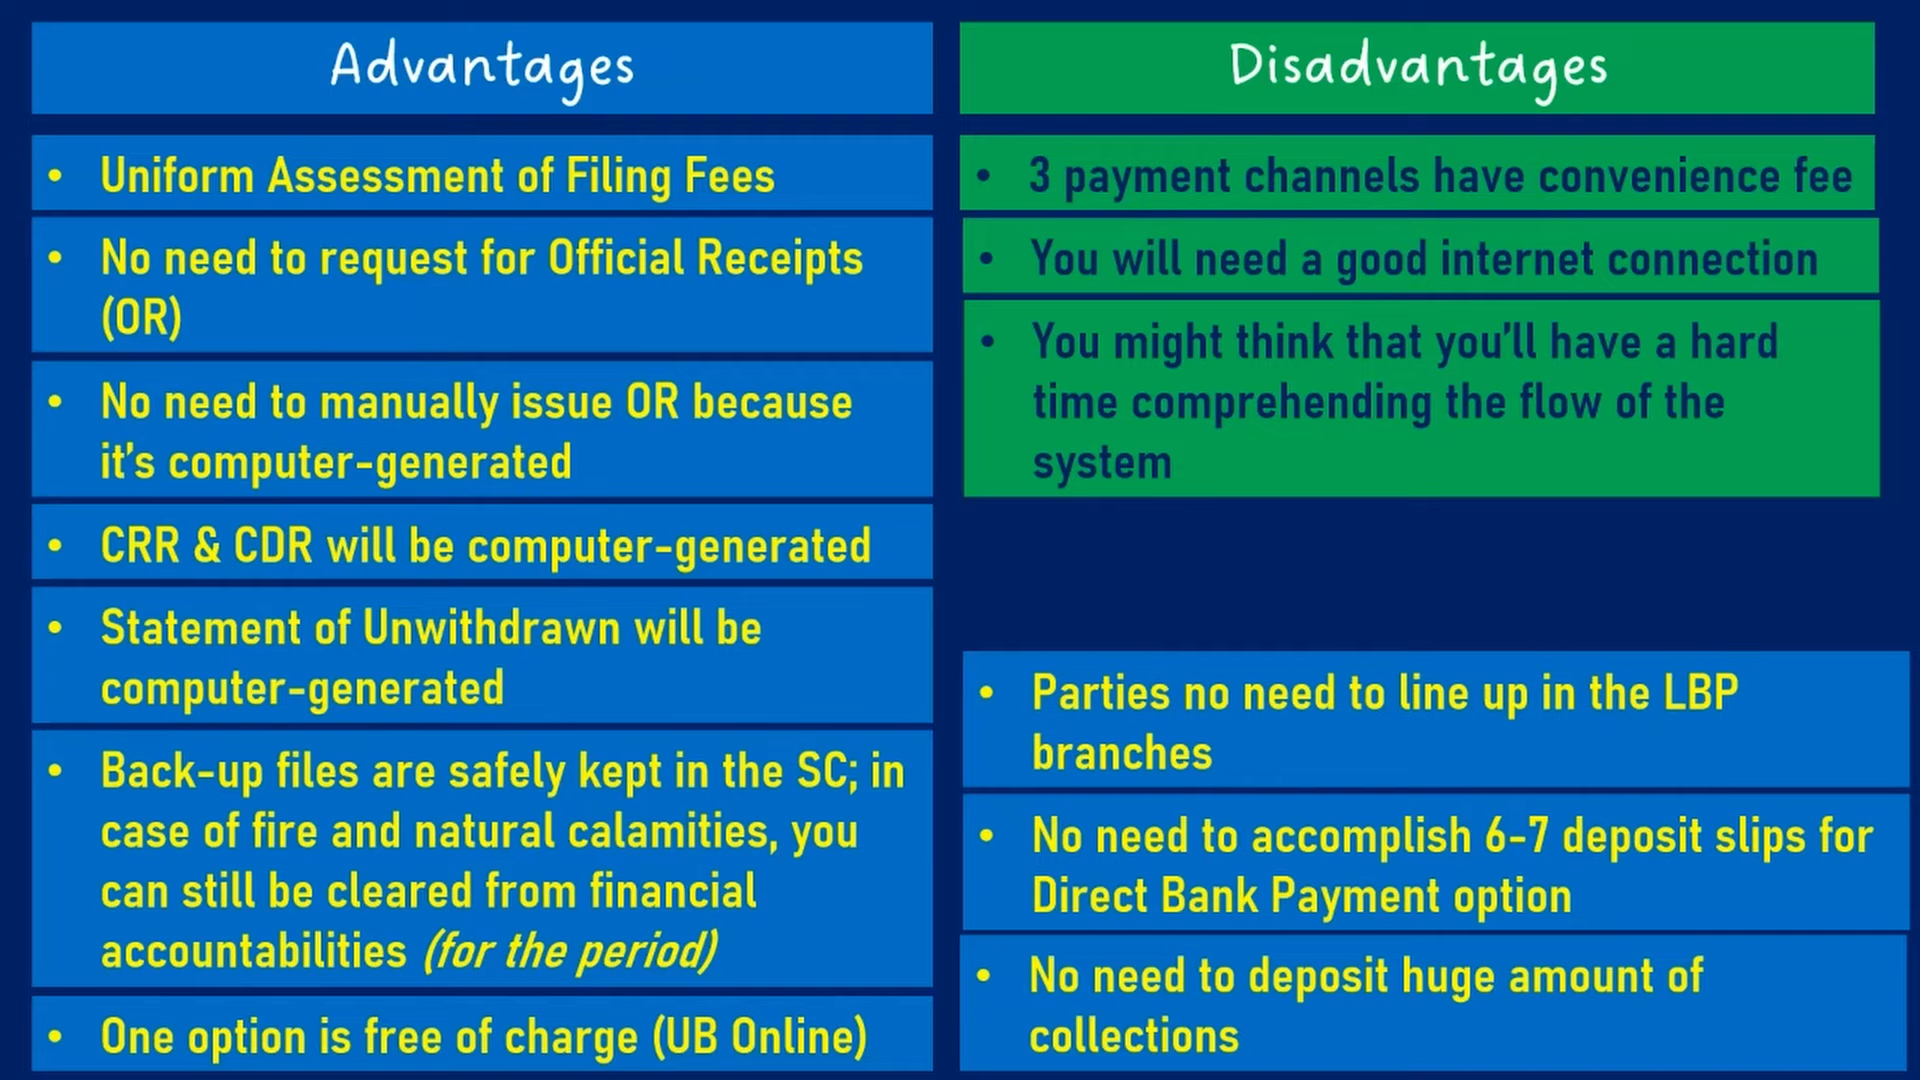 Advantages
• Uniform Assessment of Filing Fees
• No need to request for Official Receipts
(OR)
• No need to manually issue OR because
it's computer-generated
• CRR & CDR will be computer-generated
• Statement of Unwithdrawn will be
computer-generated
• Back-up files are safely kept in the SC; in
case of fire and natural calamities, you
can still be cleared from financial
accountabilities (for the period)
• One option is free of charge (UB Online)
Disadvantages
• 3 payment channels have convenience fee
• You will need a good internet connection
• You might think that you'll have a hard
time comprehending the flow of the
system
• Parties no need to line up in the LBP
branches
• No need to accomplish 6-7 deposit slips for
Direct Bank Payment option
• No need to deposit huge amount of
collections